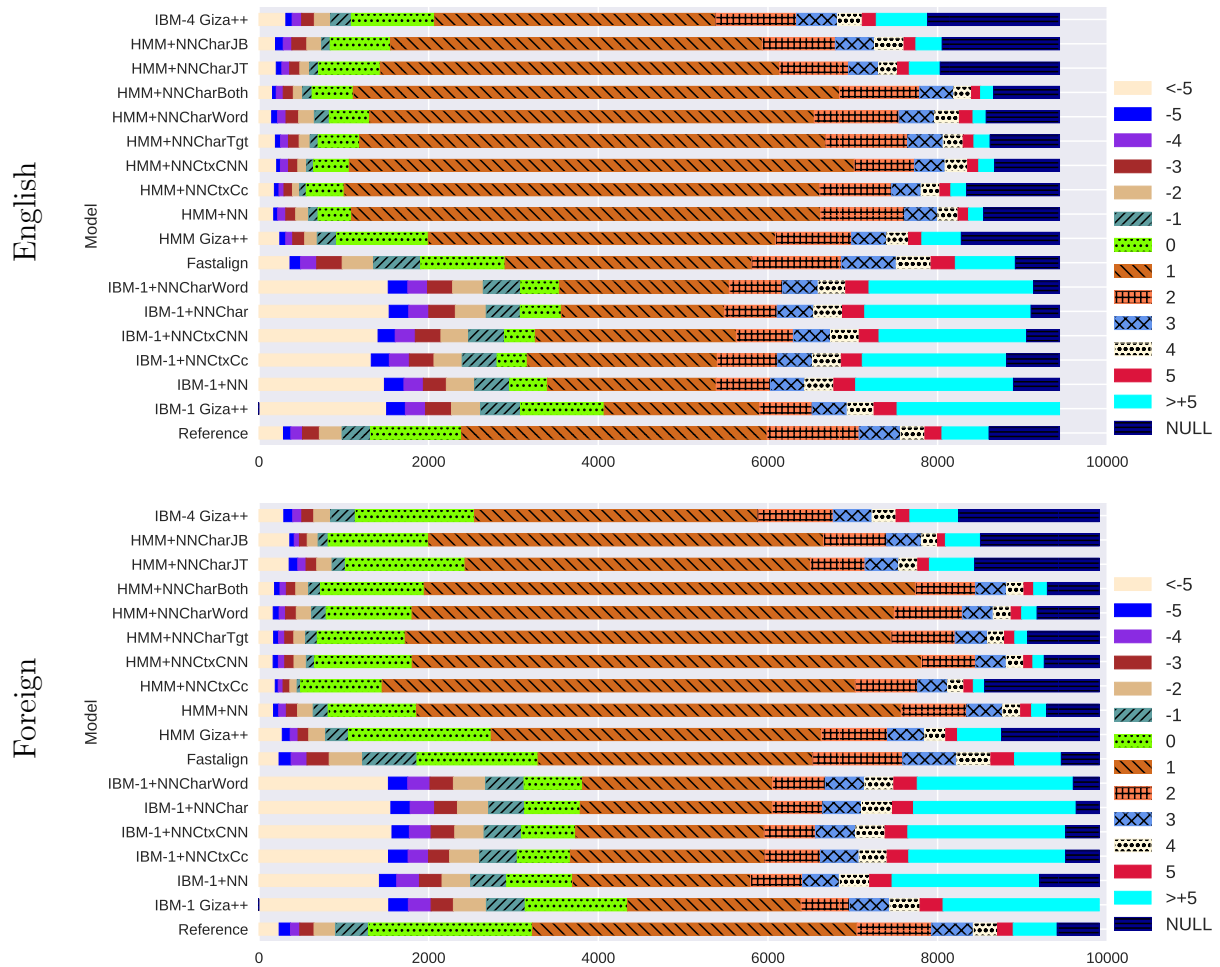 English
Model
IBM-4 Giza++
HMM+NNCharJB
HMM+NNCharJT
HMM+NNCharBoth
HMM+NNCharWord
HMM+NNCharTgt
HMM+NNCtxCNN
HMM+NNCtxCc
HMM+NN
HMM Giza++
Fastalign
IBM-1+NNCharWord
IBM-1+NNChar
IBM-1+NNCtxCNN
IBM-1+NNCtxCc
IBM-1+NN
IBM-1 Giza++
Reference
0 2000 4000 6000 8000 10000
<-5
-5
-4
-3
-2
-1
0
1
2
3
4
5
>+5
NULL
Foreign
Model
IBM-4 Giza++
HMM+NNCharJB
HMM+NNCharJT
HMM+NNCharBoth
HMM+NNCharWord
HMM+NNCharTgt
HMM+NNCtxCNN
HMM+NNCtxCc
HMM+NN
HMM Giza++
Fastalign
IBM-1+NNCharWord
IBM-1+NNChar
IBM-1+NNCtxCNN
IBM-1+NNCtxCc
IBM-1+NN
IBM-1 Giza++
Reference
0 2000 4000 6000 8000 10000
<-5
-5
-4
-3
-2
-1
0
1
2
3
4
5
>+5
NULL